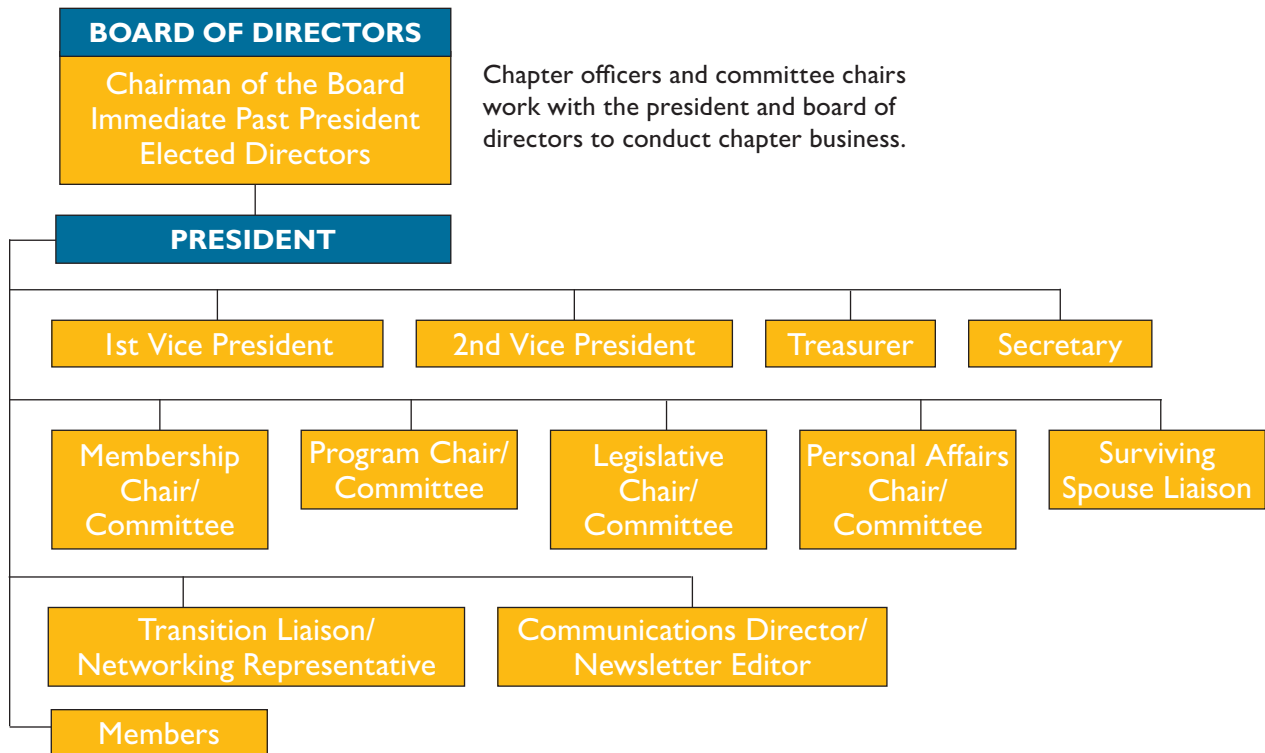 BOARD OF DIRECTORS
Chairman of the Board
Immediate Past President
Elected Directors
Chapter officers and committee chairs
work with the president and board of
directors to conduct chapter business.
PRESIDENT
1st Vice President
2nd Vice President
Treasurer
Secretary
Membership
Chair/
Committee
Program Chair/
Committee
Legislative
Chair/
Committee
Personal Affairs
Chair/
Committee
Surviving
Spouse Liaison
Transition Liaison/
Networking Representative
Communications Director/
Newsletter Editor
Members